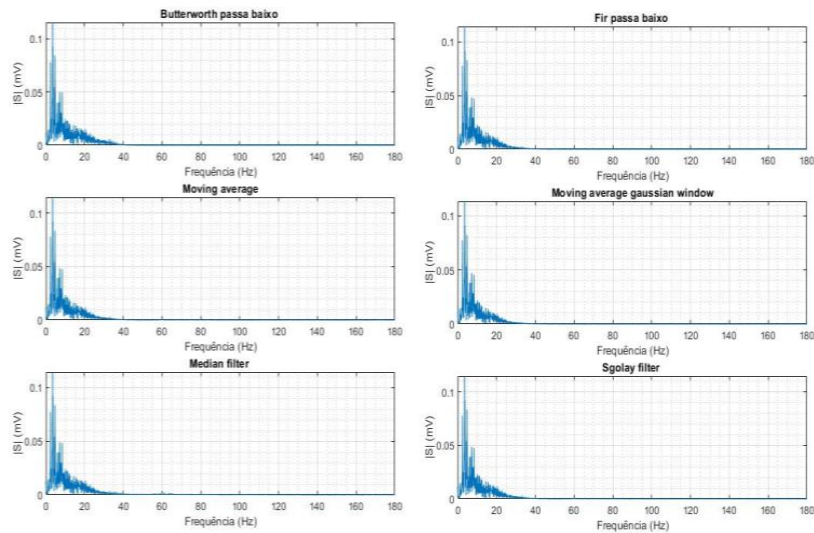 Butterworth passa baixo
0.1
0.05
0
|S| (mV)
0 20 40 60 80 100 120 140 160 180
Frequência (Hz)
Fir passa baixo
0.1
0.05
0
|S| (mV)
0 20 40 60 80 100 120 140 160 180
Frequência (Hz)
Moving average
0.1
0.05
0
|S| (mV)
0 20 40 60 80 100 120 140 160 180
Frequência (Hz)
Moving average gaussian window
0.1
0.05
0
|S| (mV)
0 20 40 60 80 100 120 140 160 180
Frequência (Hz)
Median filter
0.1
0.05
0
|S| (mV)
0 20 40 60 80 100 120 140 160 180
Frequência (Hz)
Sgolay filter
0.1
0.05
0
|S| (mV)
0 20 40 60 80 100 120 140 160 180
Frequência (Hz)